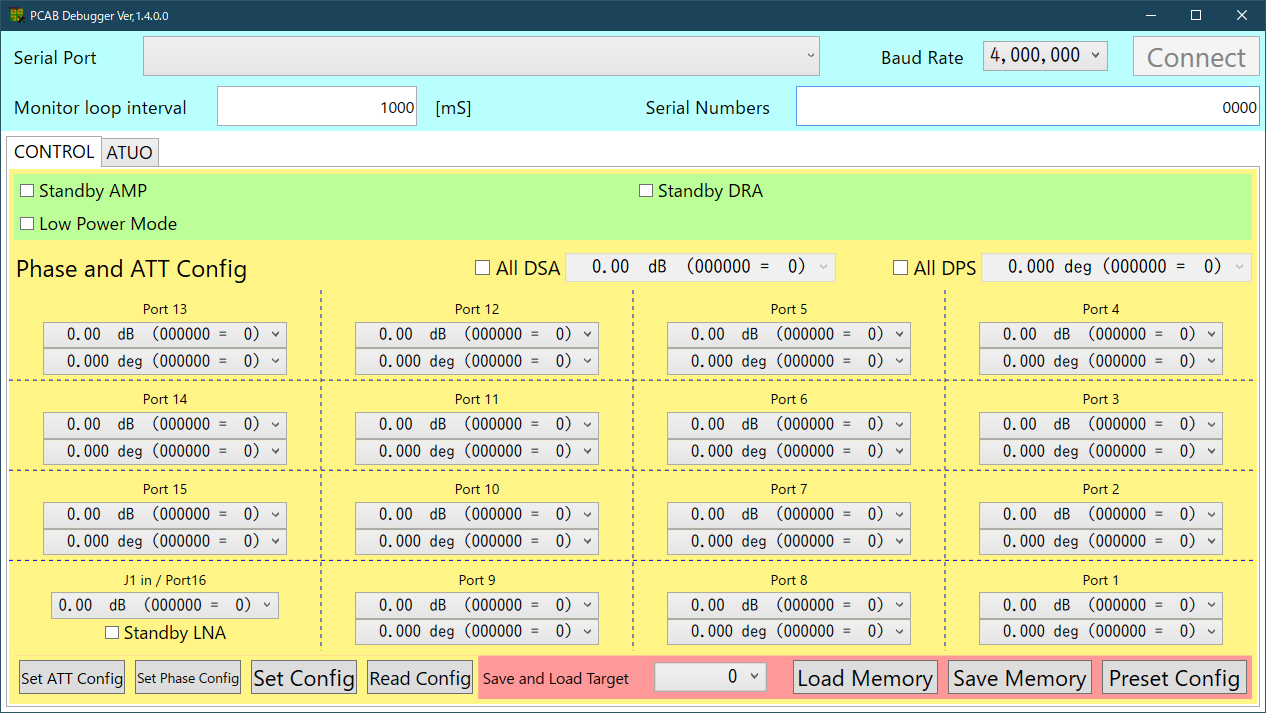 PCAB Debugger Ver,1.4.0.0
Serial Port Baud Rate 4,000,000 Connect
Monitor loop interval 1000 [mS] Serial Numbers 0000
CONTROL ATUO
Standby AMP Standby DRA
Low Power Mode
Phase and ATT Config All DSA 0.00 dB (000000 = 0) All DPS 0.000 deg (000000 = 0)
Port 13 Port 12 Port 5 Port 4
0.00 dB (000000 = 0) 0.00 dB (000000 = 0) 0.00 dB (000000 = 0) 0.00 dB (000000 = 0)
0.000 deg (000000 = 0) 0.000 deg (000000 = 0) 0.000 deg (000000 = 0) 0.000 deg (000000 = 0)
Port 14 Port 11 Port 6 Port 3
0.00 dB (000000 = 0) 0.00 dB (000000 = 0) 0.00 dB (000000 = 0) 0.00 dB (000000 = 0)
0.000 deg (000000 = 0) 0.000 deg (000000 = 0) 0.000 deg (000000 = 0) 0.000 deg (000000 = 0)
Port 15 Port 10 Port 7 Port 2
0.00 dB (000000 = 0) 0.00 dB (000000 = 0) 0.00 dB (000000 = 0) 0.00 dB (000000 = 0)
0.000 deg (000000 = 0) 0.000 deg (000000 = 0) 0.000 deg (000000 = 0) 0.000 deg (000000 = 0)
J1 in / Port16 Port 9 Port 8 Port 1
0.00 dB (000000 = 0) 0.00 dB (000000 = 0) 0.00 dB (000000 = 0) 0.00 dB (000000 = 0)
Standby LNA 0.000 deg (000000 = 0) 0.000 deg (000000 = 0) 0.000 deg (000000 = 0)
Set ATT Config Set Phase Config Set Config Read Config Save and Load Target 0 Load Memory Save Memory Preset Config